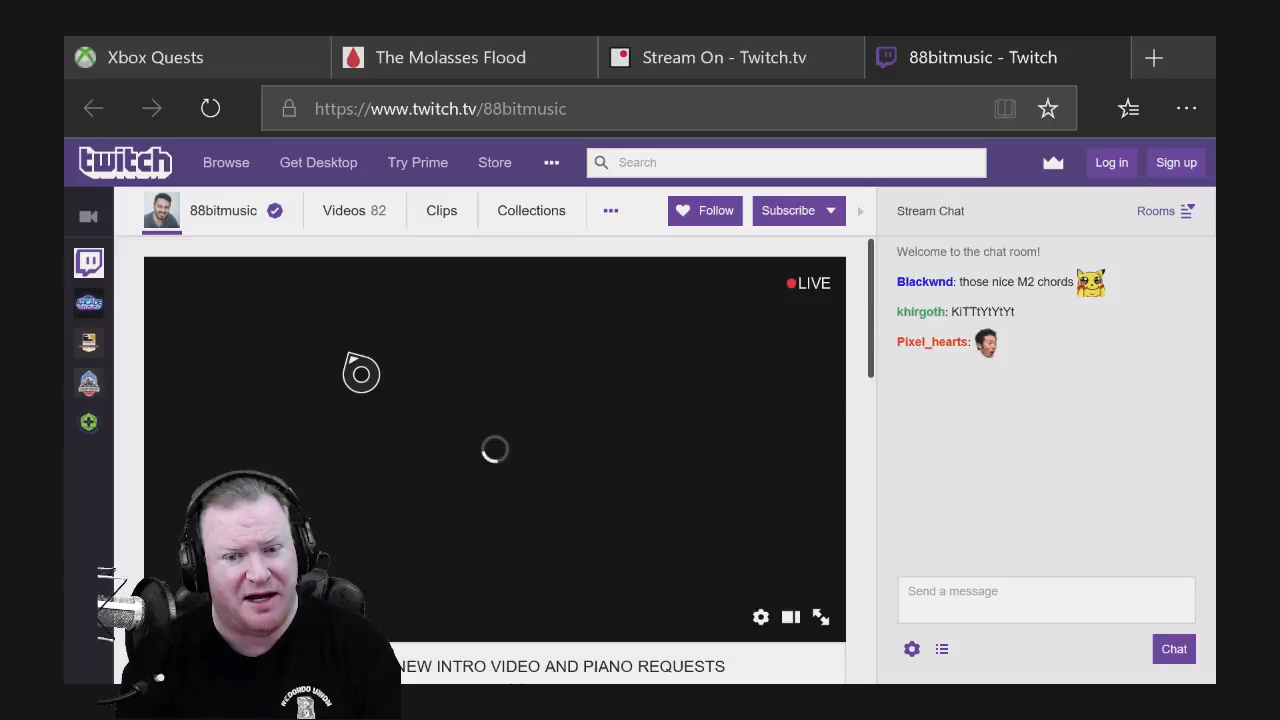 Xbox Quests
The Molasses Flood
Stream On - Twitch.tv
88bitmusic - Twitch
https://www.twitch.tv/88bitmusic
twitch
Browse
Get Desktop
Try Prime
Store
Search
Log in
Sign up
88bitmusic
Videos 82
Clips
Collections
Follow
Subscribe
Stream Chat
Rooms
LIVE
Welcome to the chat room!
Blackwnd: those nice M2 chords
khirgoth: KiTTtYtYtYt
Pixel_hearts:
Send a message
Chat
NEW INTRO VIDEO AND PIANO REQUESTS
REDONDO UNION